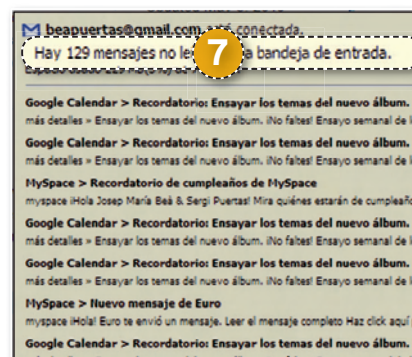 beapuertas@gmail.com está conectada.
Hay 129 mensajes no le a bandeja de entrada.
7
Google Calendar > Recordatorio: Ensayar los temas del nuevo álbum.
más detalles » Ensayar los temas del nuevo álbum. ¡No faltes! Ensayo semanal de l
Google Calendar > Recordatorio: Ensayar los temas del nuevo álbum.
más detalles » Ensayar los temas del nuevo álbum. ¡No faltes! Ensayo semanal de l
MySpace > Recordatorio de cumpleaños de MySpace
myspace ¡Hola Josep María Beà & Sergi Puertas! Mira quiénes estarán de cumpleaño
Google Calendar > Recordatorio: Ensayar los temas del nuevo álbum.
más detalles » Ensayar los temas del nuevo álbum. ¡No faltes! Ensayo semanal de l
Google Calendar > Recordatorio: Ensayar los temas del nuevo álbum.
más detalles » Ensayar los temas del nuevo álbum. ¡No faltes! Ensayo semanal de l
MySpace > Nuevo mensaje de Euro
myspace ¡Hola! Euro te envió un mensaje. Leer el mensaje completo Haz click aquí
Google Calendar > Recordatorio: Ensayar los temas del nuevo álbum.